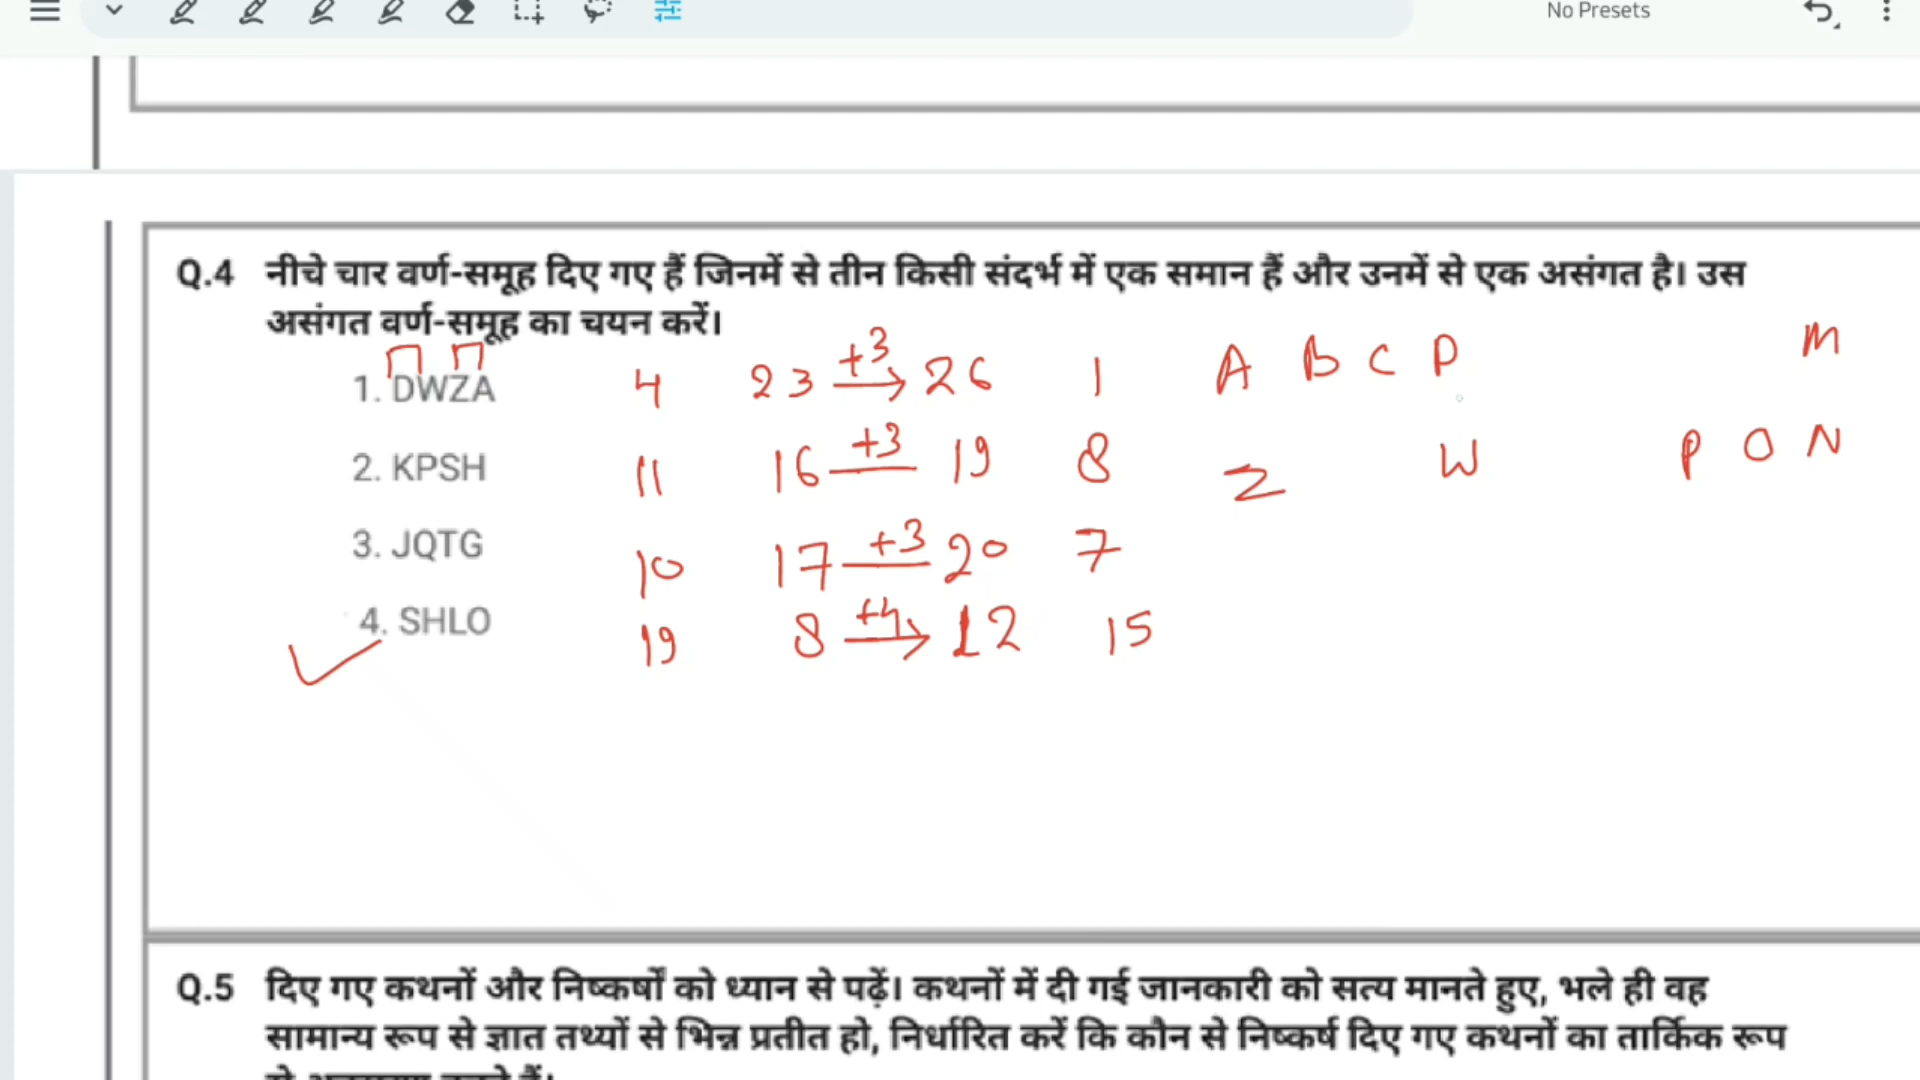 No Presets
Q.4 नीचे चार वर्ण-समूह दिए गए हैं जिनमें से तीन किसी संदर्भ में एक समान हैं और उनमें से एक असंगत है। उस
असंगत वर्ण-समूह का चयन करें।
1. DWZA 4 23 +3 26 1 A B C D M
2. KPSH 11 16 +3 19 8 Z W P O N
3. JQTG 10 17 +3 20 7
4. SHLO 19 8 +4 12 15
Q.5 दिए गए कथनों और निष्कर्षों को ध्यान से पढ़ें। कथनों में दी गई जानकारी को सत्य मानते हुए, भले ही वह
सामान्य रूप से ज्ञात तथ्यों से भिन्न प्रतीत हो, निर्धारित करें कि कौन से निष्कर्ष दिए गए कथनों का तार्किक रूप